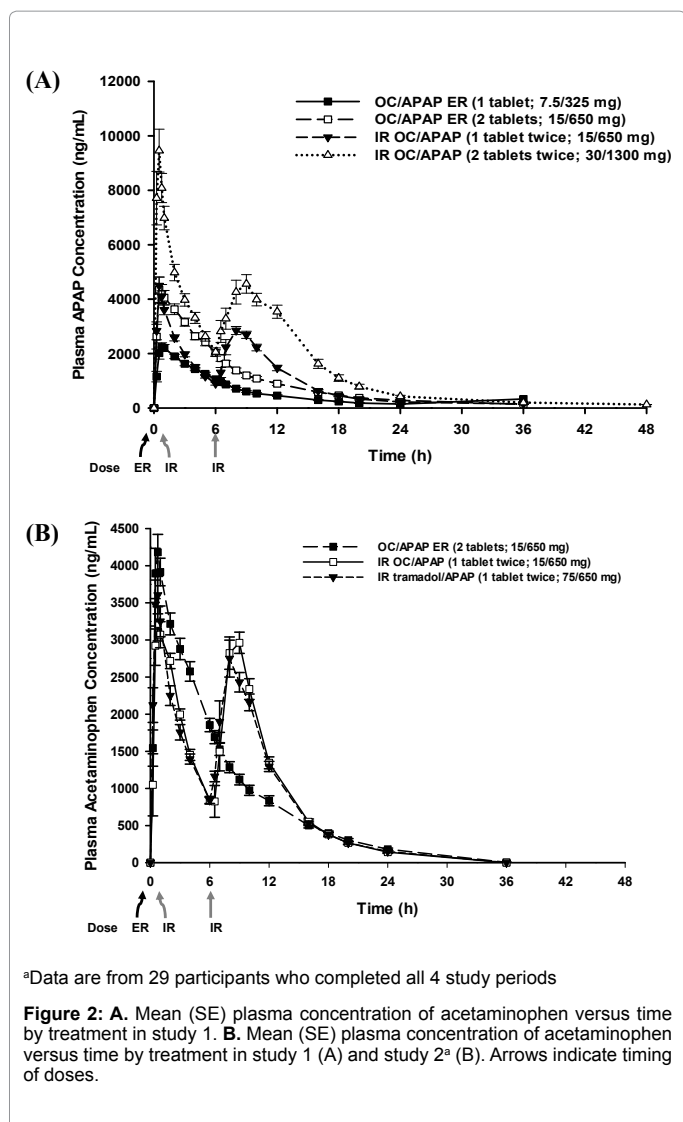 (A)
12000
10000
8000
6000
4000
2000
0
Plasma APAP Concentration (ng/mL)
OC/APAP ER (1 tablet; 7.5/325 mg)
OC/APAP ER (2 tablets; 15/650 mg)
IR OC/APAP (1 tablet twice; 15/650 mg)
IR OC/APAP (2 tablets twice; 30/1300 mg)
0 6 12 18 24 30 36 42 48
Time (h)
Dose ER IR IR
(B)
4500
4000
3500
3000
2500
2000
1500
1000
500
0
Plasma Acetaminophen Concentration (ng/mL)
OC/APAP ER (2 tablets; 15/650 mg)
IR OC/APAP (1 tablet twice; 15/650 mg)
IR tramadol/APAP (1 tablet twice; 75/650 mg)
0 6 12 18 24 30 36 42 48
Time (h)
Dose ER IR IR
ᵃData are from 29 participants who completed all 4 study periods
Figure 2: A. Mean (SE) plasma concentration of acetaminophen versus time
by treatment in study 1. B. Mean (SE) plasma concentration of acetaminophen
versus time by treatment in study 1 (A) and study 2ᵃ (B). Arrows indicate timing
of doses.